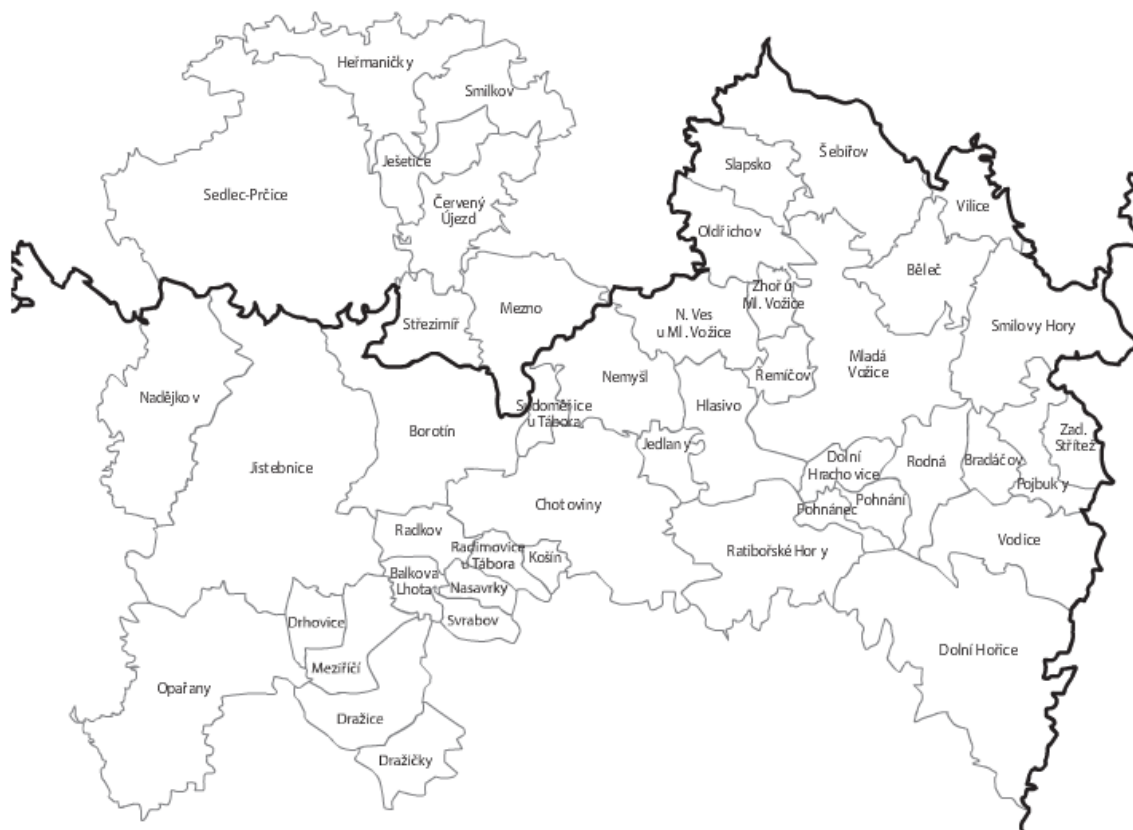 Heřmaničky
Smilkov
Ješetice
Sedlec-Prčice
Červený
Újezd
Slapsko
Šebířov
Vilice
Oldřichov
Běleč
Střezimíř
Mezno
Zhoř u
Ml. Vožice
N. Ves
u Ml. Vožice
Smilovy Hory
Mladá
Vožice
Řemíčov
Nemyšl
Nadějkov
Hlasivo
Sudoměřice
u Tábora
Borotín
Zad.
Střítež
Jistebnice
Jedlany
Dolní
Hrachovice
Rodná
Bradáčov
Pojbuky
Chotoviny
Pohnánec
Pohnání
Radkov
Radimovice
u Tábora
Košín
Ratibořské Hory
Vodice
Balkova
Lhota
Nasavrky
Svrabov
Drhovice
Meziříčí
Dolní Hořice
Opařany
Dražice
Dražičky